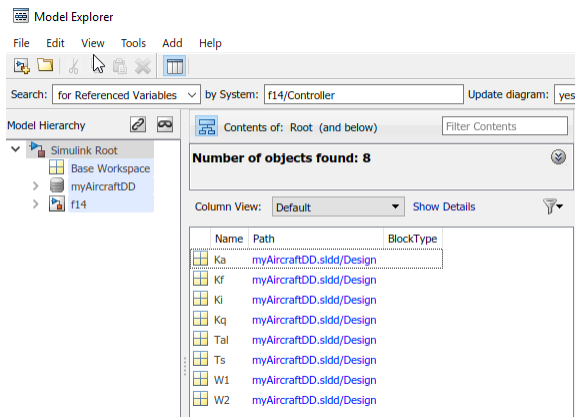 Model Explorer
File Edit View Tools Add Help
Search: for Referenced Variables by System: f14/Controller Update diagram: yes
Model Hierarchy Contents of: Root (and below) Filter Contents
Simulink Root
Base Workspace
myAircraftDD
f14
Number of objects found: 8
Column View: Default Show Details
Name Path BlockType
Ka myAircraftDD.sldd/Design
Kf myAircraftDD.sldd/Design
Ki myAircraftDD.sldd/Design
Kq myAircraftDD.sldd/Design
Tal myAircraftDD.sldd/Design
Ts myAircraftDD.sldd/Design
W1 myAircraftDD.sldd/Design
W2 myAircraftDD.sldd/Design